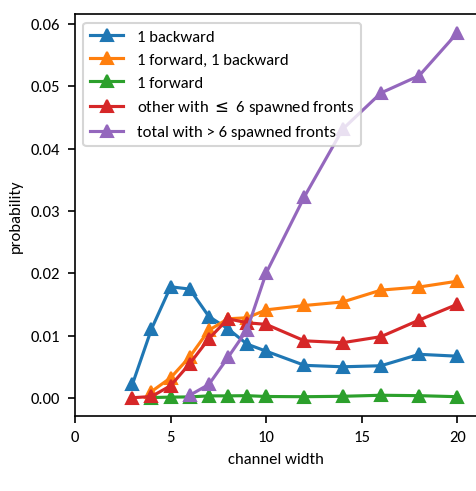 0.06
0.05
0.04
0.03
0.02
0.01
0.00
probability
1 backward
1 forward, 1 backward
1 forward
other with ≤ 6 spawned fronts
total with > 6 spawned fronts
0 5 10 15 20
channel width